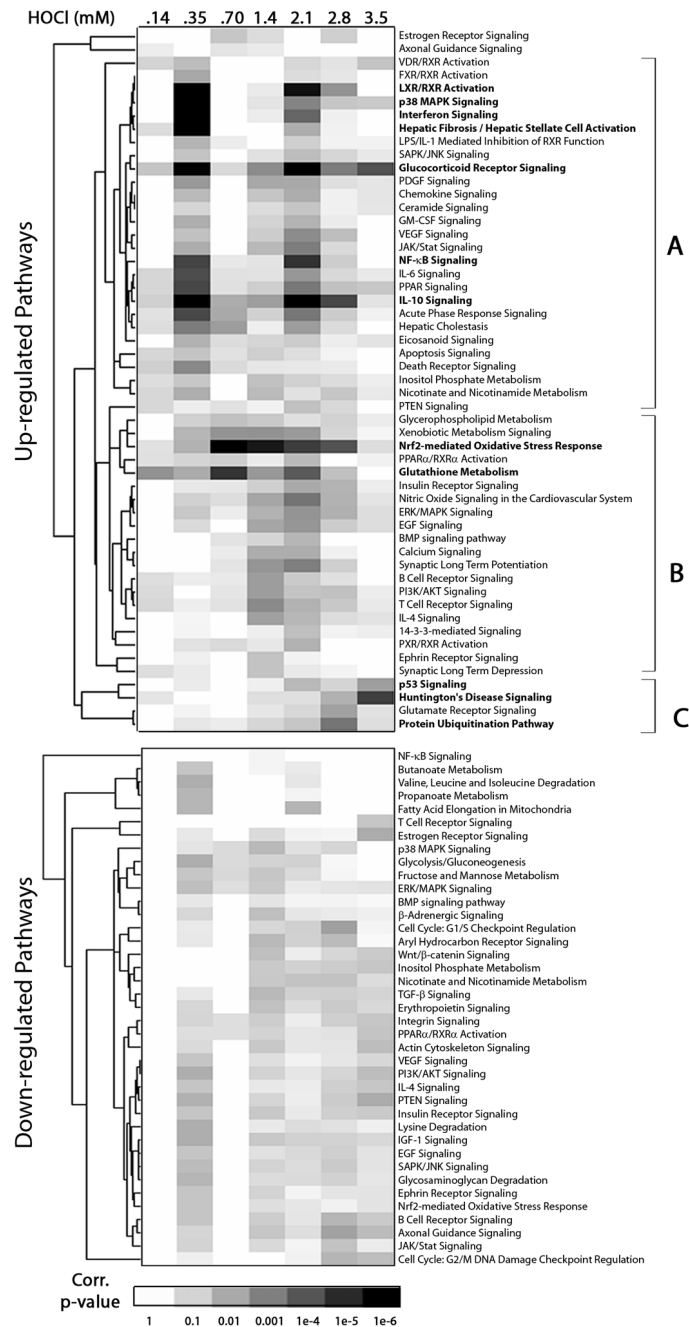 HOCl (mM) .14 .35 .70 1.4 2.1 2.8 3.5
Up-regulated Pathways
Estrogen Receptor Signaling
Axonal Guidance Signaling
VDR/RXR Activation
FXR/RXR Activation
LXR/RXR Activation
p38 MAPK Signaling
Interferon Signaling
Hepatic Fibrosis / Hepatic Stellate Cell Activation
LPS/IL-1 Mediated Inhibition of RXR Function
SAPK/JNK Signaling
Glucocorticoid Receptor Signaling
PDGF Signaling
Chemokine Signaling
Ceramide Signaling
GM-CSF Signaling
VEGF Signaling
JAK/Stat Signaling
NF-κB Signaling
IL-6 Signaling
PPAR Signaling
IL-10 Signaling
Acute Phase Response Signaling
Hepatic Cholestasis
Eicosanoid Signaling
Apoptosis Signaling
Death Receptor Signaling
Inositol Phosphate Metabolism
Nicotinate and Nicotinamide Metabolism
PTEN Signaling
A
Glycerophospholipid Metabolism
Xenobiotic Metabolism Signaling
Nrf2-mediated Oxidative Stress Response
PPARα/RXRα Activation
Glutathione Metabolism
Insulin Receptor Signaling
Nitric Oxide Signaling in the Cardiovascular System
ERK/MAPK Signaling
EGF Signaling
BMP signaling pathway
Calcium Signaling
Synaptic Long Term Potentiation
B Cell Receptor Signaling
PI3K/AKT Signaling
T Cell Receptor Signaling
IL-4 Signaling
14-3-3-mediated Signaling
PXR/RXR Activation
Ephrin Receptor Signaling
Synaptic Long Term Depression
B
p53 Signaling
Huntington's Disease Signaling
Glutamate Receptor Signaling
Protein Ubiquitination Pathway
C
Down-regulated Pathways
NF-κB Signaling
Butanoate Metabolism
Valine, Leucine and Isoleucine Degradation
Propanoate Metabolism
Fatty Acid Elongation in Mitochondria
T Cell Receptor Signaling
Estrogen Receptor Signaling
p38 MAPK Signaling
Glycolysis/Gluconeogenesis
Fructose and Mannose Metabolism
ERK/MAPK Signaling
BMP signaling pathway
β-Adrenergic Signaling
Cell Cycle: G1/S Checkpoint Regulation
Aryl Hydrocarbon Receptor Signaling
Wnt/β-catenin Signaling
Inositol Phosphate Metabolism
Nicotinate and Nicotinamide Metabolism
TGF-β Signaling
Erythropoietin Signaling
Integrin Signaling
PPARα/RXRα Activation
Actin Cytoskeleton Signaling
VEGF Signaling
PI3K/AKT Signaling
IL-4 Signaling
PTEN Signaling
Insulin Receptor Signaling
Lysine Degradation
IGF-1 Signaling
EGF Signaling
SAPK/JNK Signaling
Glycosaminoglycan Degradation
Ephrin Receptor Signaling
Nrf2-mediated Oxidative Stress Response
B Cell Receptor Signaling
Axonal Guidance Signaling
JAK/Stat Signaling
Cell Cycle: G2/M DNA Damage Checkpoint Regulation
Corr.
p-value
1 0.1 0.01 0.001 1e-4 1e-5 1e-6